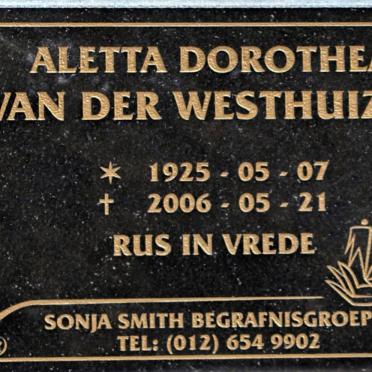 ALETTA DOROTHEA
VAN DER WESTHUIZ
* 1925 - 05 - 07
† 2006 - 05 - 21
RUS IN VREDE
SONJA SMITH BEGRAFNISGROEP
TEL: (012) 654 9902